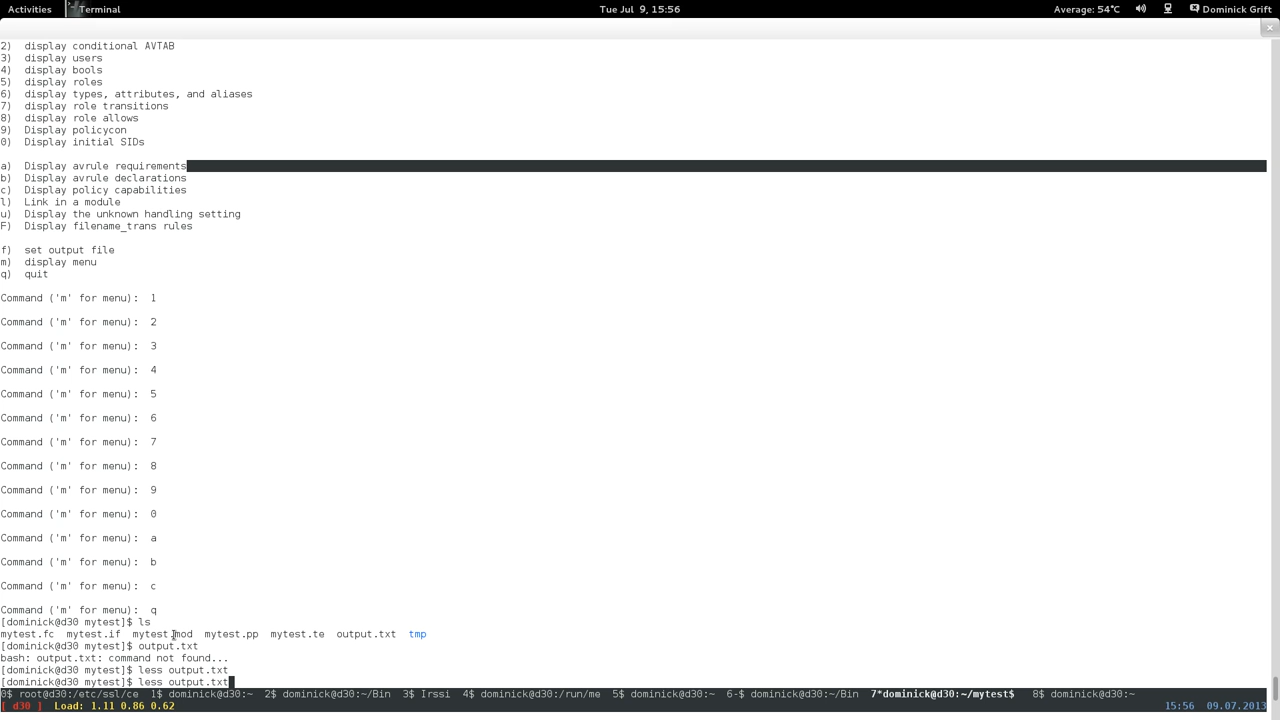 Activities Terminal Tue Jul 9, 15:56 Average: 54°C Dominick Grift
2) display conditional AVTAB
3) display users
4) display bools
5) display roles
6) display types, attributes, and aliases
7) display role transitions
8) display role allows
9) Display policycon
0) Display initial SIDs
a) Display avrule requirements
b) Display avrule declarations
c) Display policy capabilities
l) Link in a module
u) Display the unknown handling setting
F) Display filename_trans rules
f) set output file
m) display menu
q) quit
Command ('m' for menu): 1
Command ('m' for menu): 2
Command ('m' for menu): 3
Command ('m' for menu): 4
Command ('m' for menu): 5
Command ('m' for menu): 6
Command ('m' for menu): 7
Command ('m' for menu): 8
Command ('m' for menu): 9
Command ('m' for menu): 0
Command ('m' for menu): a
Command ('m' for menu): b
Command ('m' for menu): c
Command ('m' for menu): q
[dominick@d30 mytest]$ ls
mytest.fc mytest.if mytest.mod mytest.pp mytest.te output.txt tmp
[dominick@d30 mytest]$ output.txt
bash: output.txt: command not found...
[dominick@d30 mytest]$ less output.txt
[dominick@d30 mytest]$ less output.txt
0$ root@d30:/etc/ssl/ce 1$ dominick@d30:~ 2$ dominick@d30:~/Bin 3$ Irssi 4$ dominick@d30:/run/me 5$ dominick@d30:~ 6-$ dominick@d30:~/Bin 7*dominick@d30:~/mytest$ 8$ dominick@d30:~
[ d30 ] Load: 1.11 0.86 0.62 15:56 09.07.2013